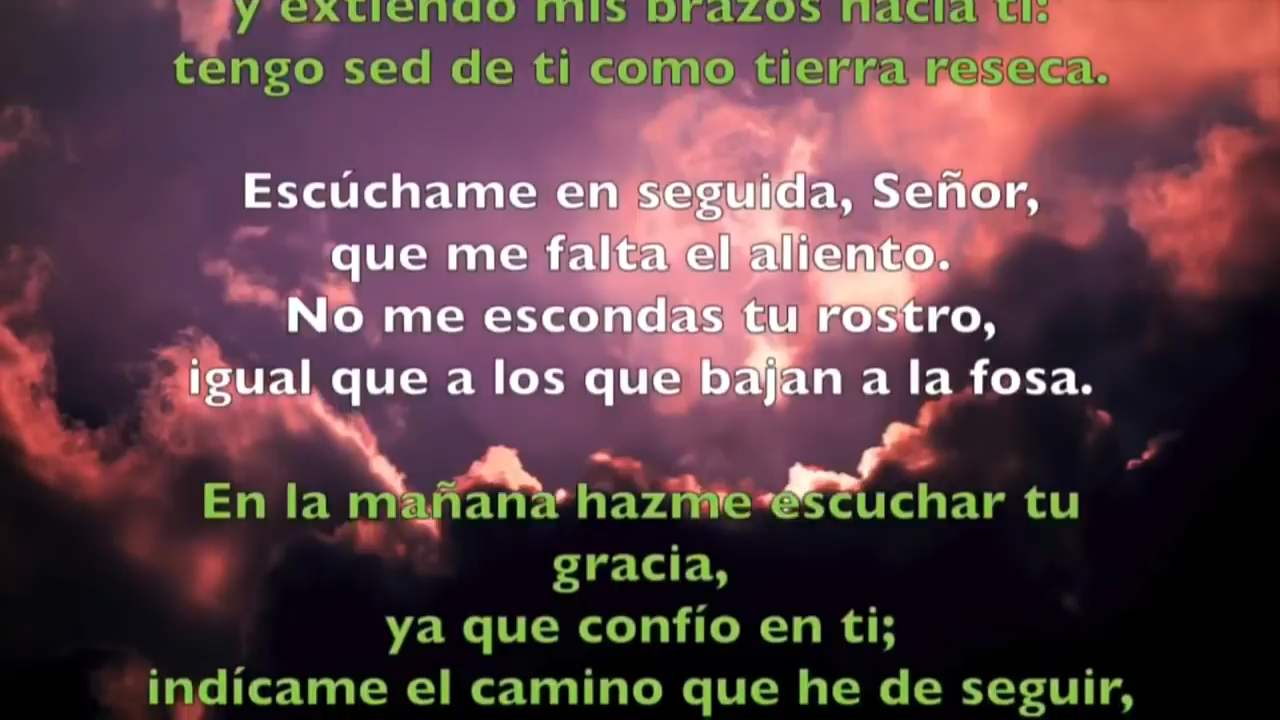 y extiendo mis brazos hacia ti:
tengo sed de ti como tierra reseca.
Escúchame en seguida, Señor,
que me falta el aliento.
No me escondas tu rostro,
igual que a los que bajan a la fosa.
En la mañana hazme escuchar tu
gracia,
ya que confío en ti;
indícame el camino que he de seguir,